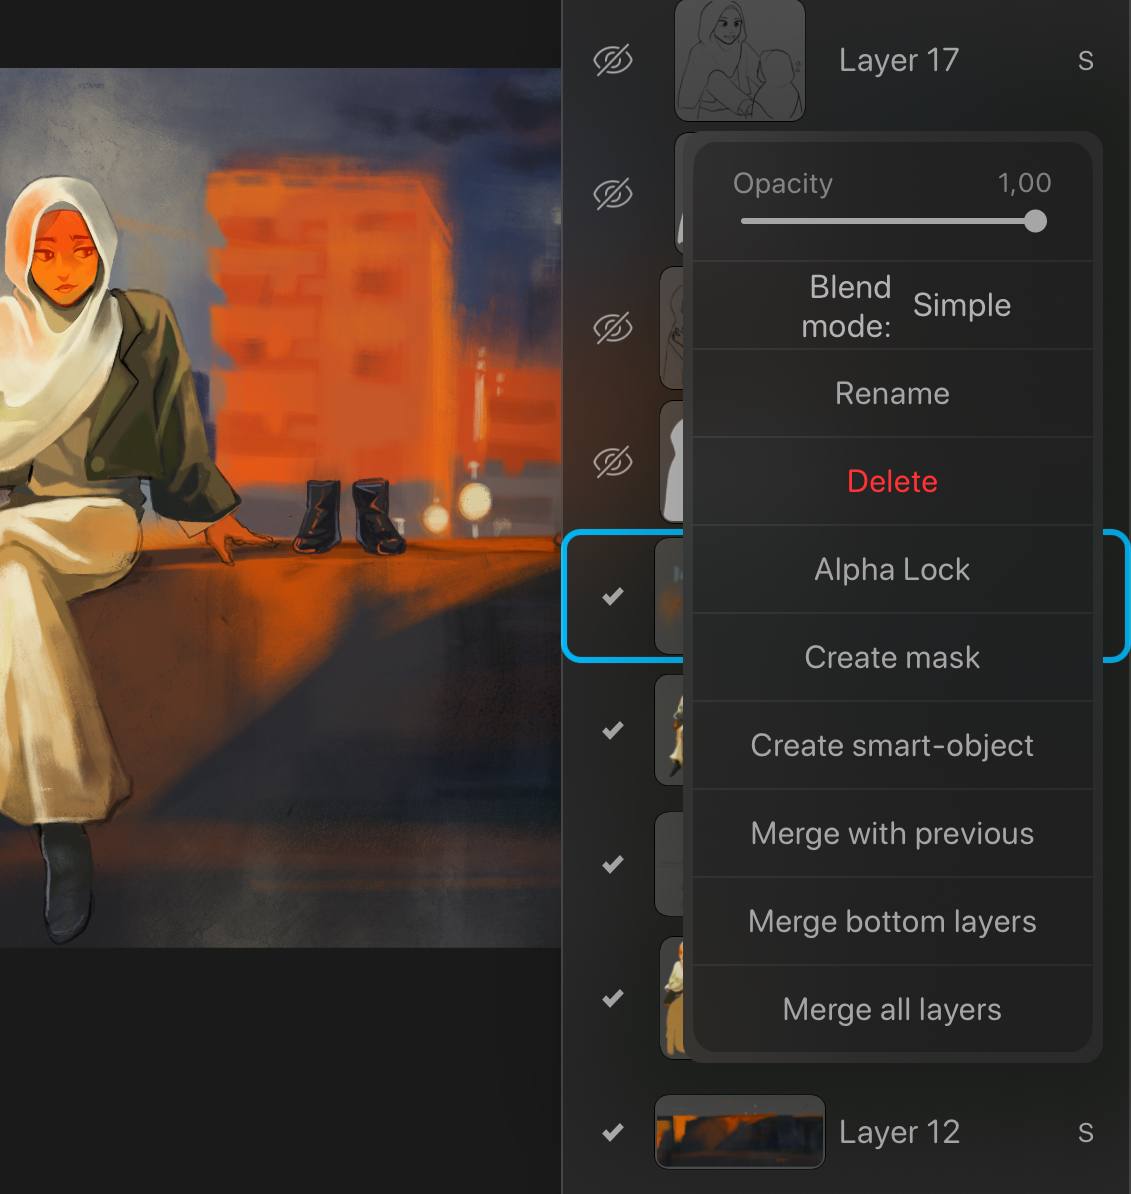 Layer 17 S
Opacity 1,00
Blend
mode: Simple
Rename
Delete
Alpha Lock
Create mask
Create smart-object
Merge with previous
Merge bottom layers
Merge all layers
Layer 12 S